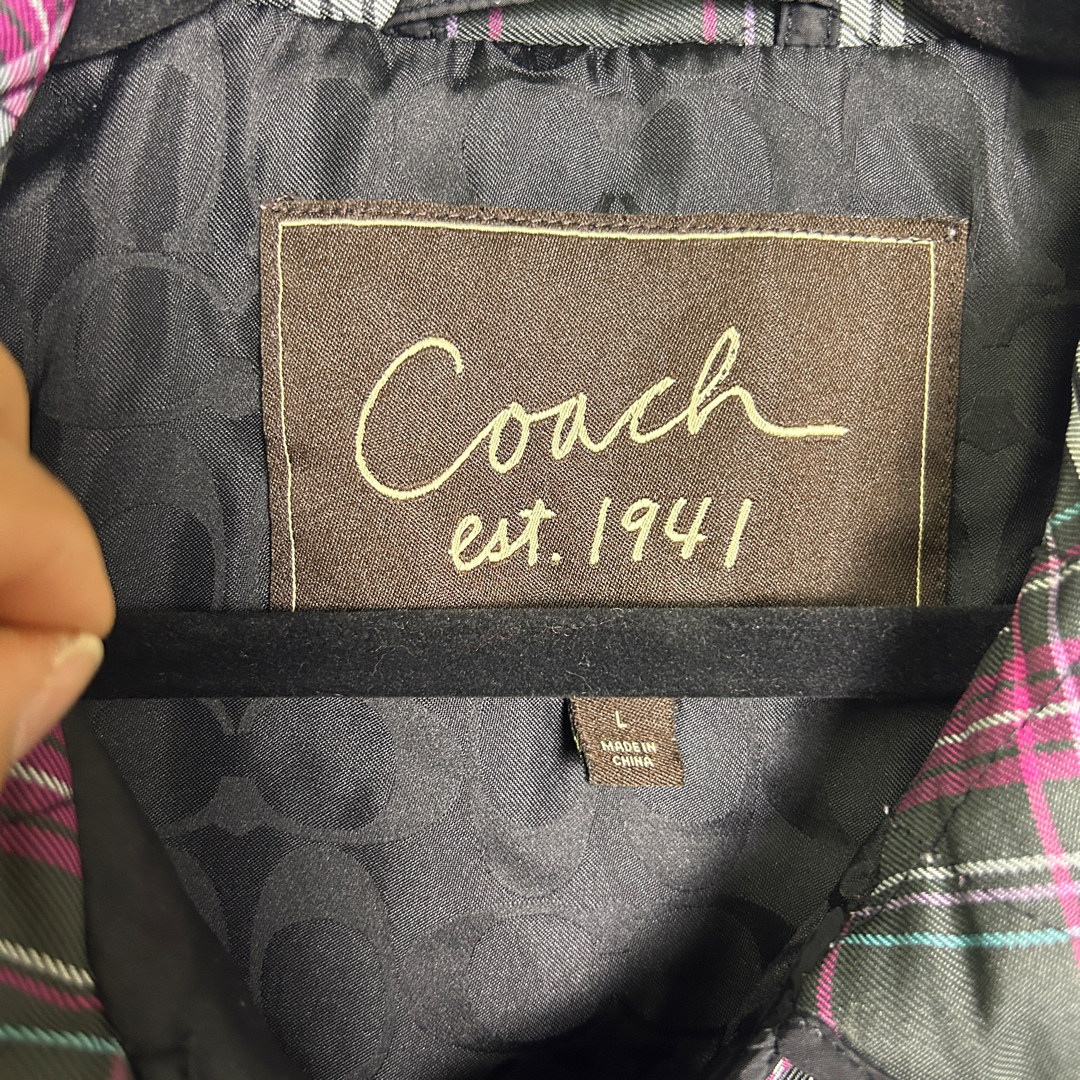 Coach
est. 1941
L
MADE IN
CHINA